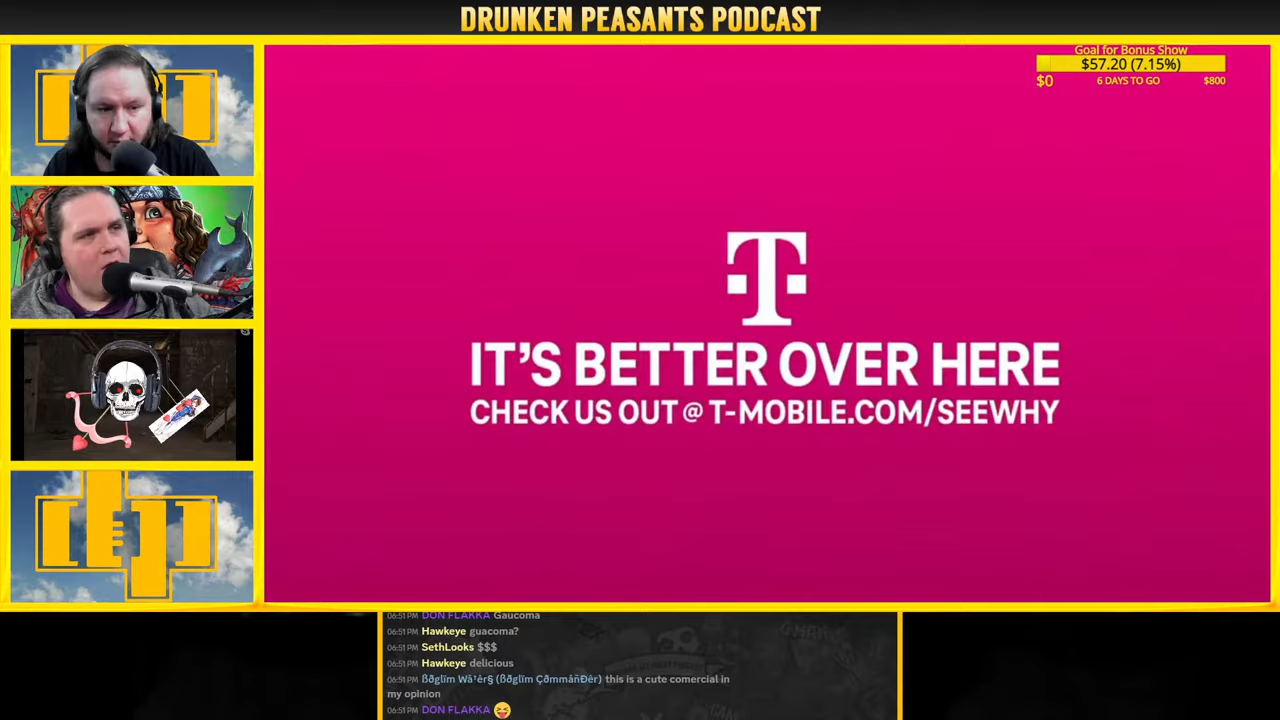 DRUNKEN PEASANTS PODCAST
Goal for Bonus Show
$57.20 (7.15%)
$0
6 DAYS TO GO
$800
T
IT'S BETTER OVER HERE
CHECK US OUT @ T-MOBILE.COM/SEEWHY
06:51 PM DON FLAKKA Gaucoma
06:51 PM Hawkeye guacoma?
06:51 PM SethLooks $$$
06:51 PM Hawkeye delicious
this is a cute comercial in
my opinion
06:51 PM DON FLAKKA 😝